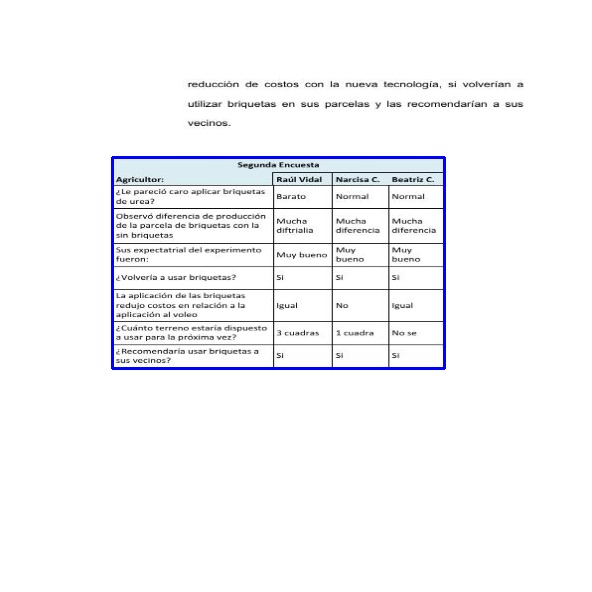 reducción de costos con la nueva tecnología, si volverían a
utilizar briquetas en sus parcelas y las recomendarían a sus
vecinos.
Segunda Encuesta
Agricultor: Raúl Vidal Narcisa C. Beatriz C.
¿Le pareció caro aplicar briquetas
de urea? Barato Normal Normal
Observó diferencia de producción
de la parcela de briquetas con la
sin briquetas
Mucha
diftrialia
Mucha
diferencia
Mucha
diferencia
Sus expectatrial del experimento
fueron:
Muy bueno
Muy
bueno
Muy
bueno
¿Volvería a usar briquetas? Si Si Si
La aplicación de las briquetas
redujo costos en relación a la
aplicación al voleo
Igual No Igual
¿Cuánto terreno estaría dispuesto
a usar para la próxima vez?
3 cuadras 1 cuadra No se
¿Recomendaría usar briquetas a
sus vecinos?
Si Si Si